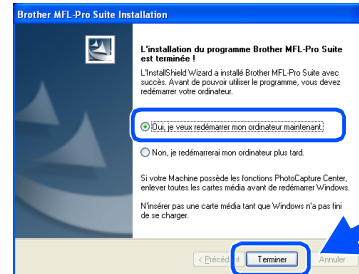 Brother MFL-Pro Suite Installation
L'installation du programme Brother MFL-Pro Suite
est terminée !
L'InstallShield Wizard a installé Brother MFL-Pro Suite avec
succès. Avant de pouvoir utiliser le programme, vous devez
redémarrer votre ordinateur.
Oui, je veux redémarrer mon ordinateur maintenant.
Non, je redémarrerai mon ordinateur plus tard.
Si votre Machine possède les fonctions PhotoCapture Center,
enlever toutes les cartes média avant de redémarrer Windows.
N'insérer pas une carte média tant que Windows n'a pas fini
de se charger.
< Précédent Terminer Annuler